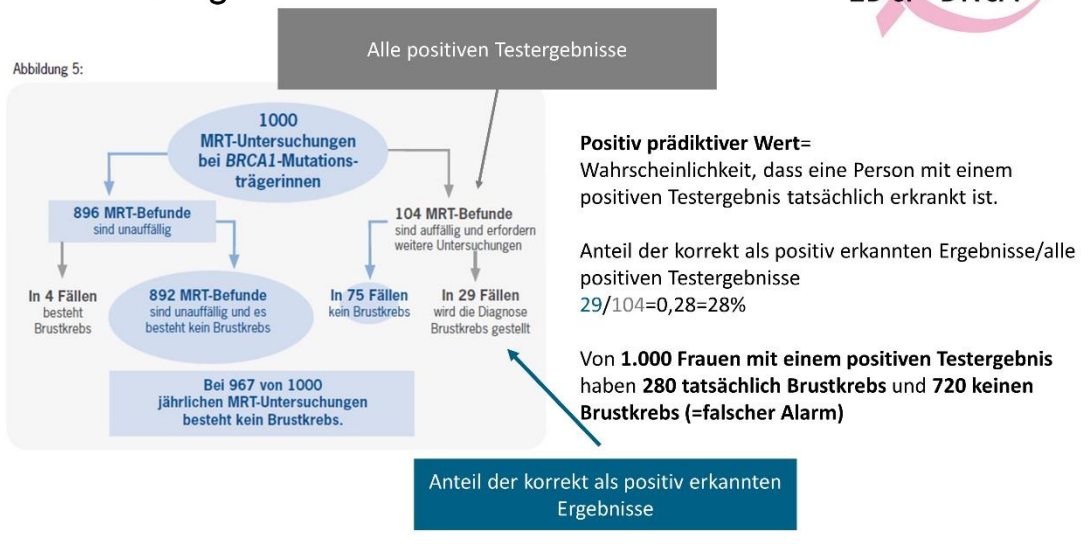 Alle positiven Testergebnisse
Abbildung 5:
1000
MRT-Untersuchungen
bei BRCA1-Mutations-
trägerinnen
896 MRT-Befunde
sind unauffällig
104 MRT-Befunde
sind auffällig und erfordern
weitere Untersuchungen
In 4 Fällen
besteht
Brustkrebs
892 MRT-Befunde
sind unauffällig und es
besteht kein Brustkrebs
In 75 Fällen
kein Brustkrebs
In 29 Fällen
wird die Diagnose
Brustkrebs gestellt
Bei 967 von 1000
jährlichen MRT-Untersuchungen
besteht kein Brustkrebs.
Positiv prädiktiver Wert=
Wahrscheinlichkeit, dass eine Person mit einem
positiven Testergebnis tatsächlich erkrankt ist.
Anteil der korrekt als positiv erkannten Ergebnisse/alle
positiven Testergebnisse
29/104=0,28=28%
Von 1.000 Frauen mit einem positiven Testergebnis
haben 280 tatsächlich Brustkrebs und 720 keinen
Brustkrebs (=falscher Alarm)
Anteil der korrekt als positiv erkannten
Ergebnisse